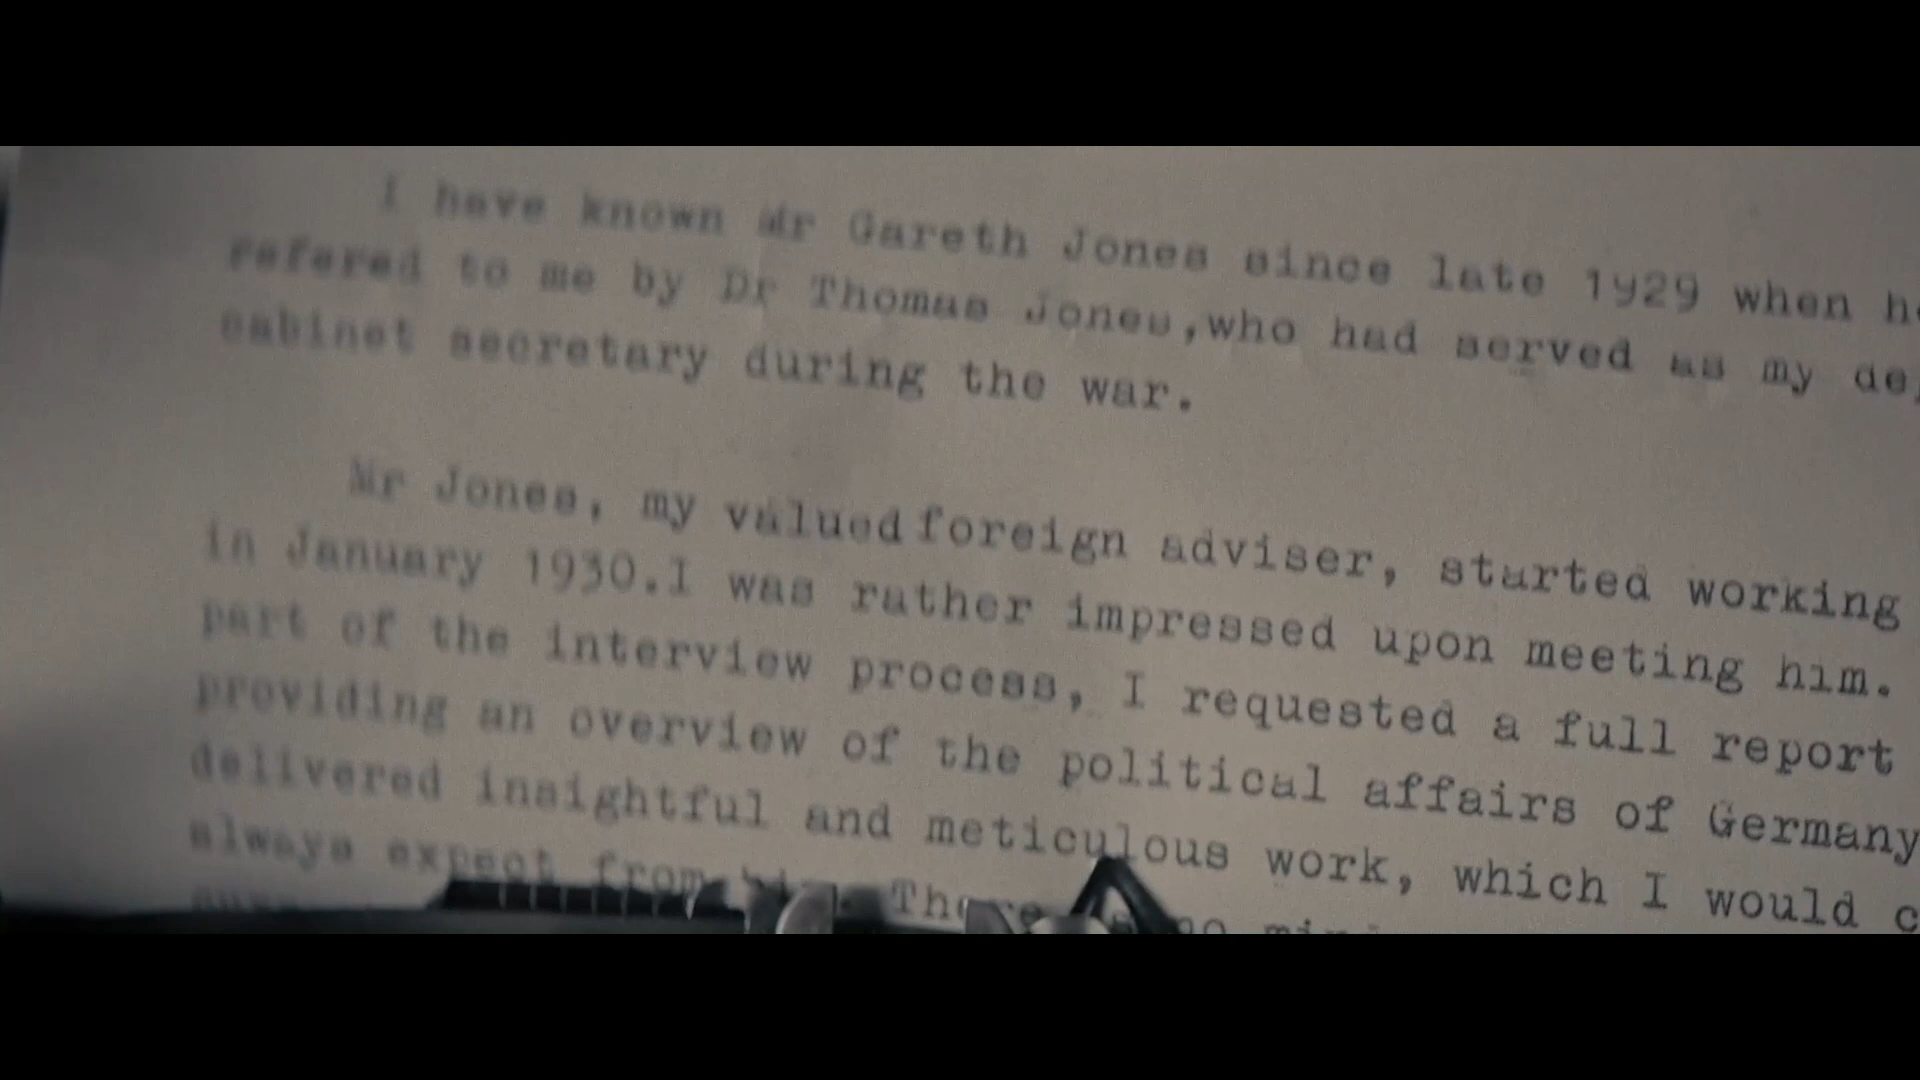 I have known Mr Gareth Jones since late 1929 when
refered to me by Dr Thomas Jones,who had served as my
cabinet secretary during the war.
Mr Jones, my valued foreign adviser, started working
in January 1930.I was rather impressed upon meeting him.
part of the interview process, I requested a full report
providing an overview of the political affairs of Germany
delivered insightful and meticulous work, which I would
always expect from